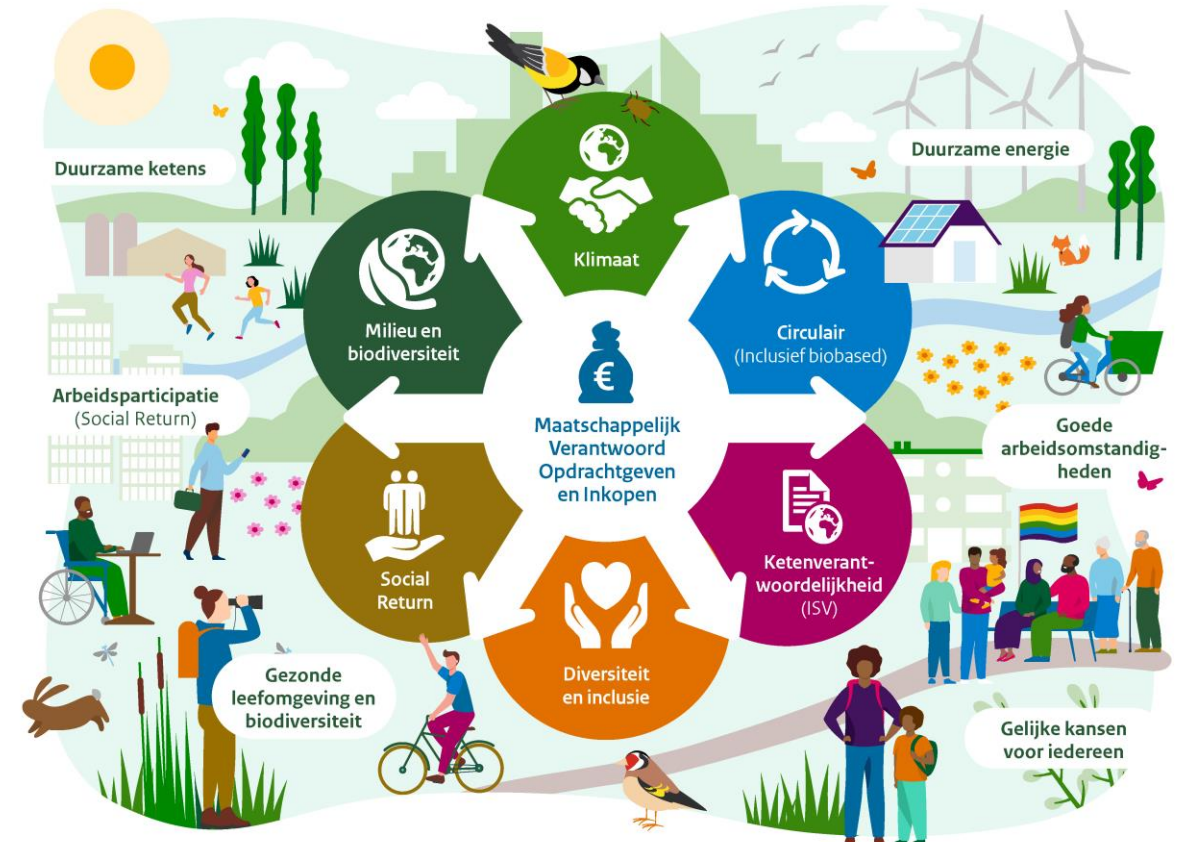 Duurzame ketens
Duurzame energie
Klimaat
Milieu en
biodiversiteit
Circulair
(Inclusief biobased)
€
Maatschappelijk
Verantwoord
Opdrachtgeven
en Inkopen
Arbeidsparticipatie
(Social Return)
Goede
arbeidsomstandig-
heden
Social
Return
Ketenverant-
woordelijkheid
(ISV)
Diversiteit
en inclusie
Gezonde
leefomgeving en
biodiversiteit
Gelijke kansen
voor iedereen